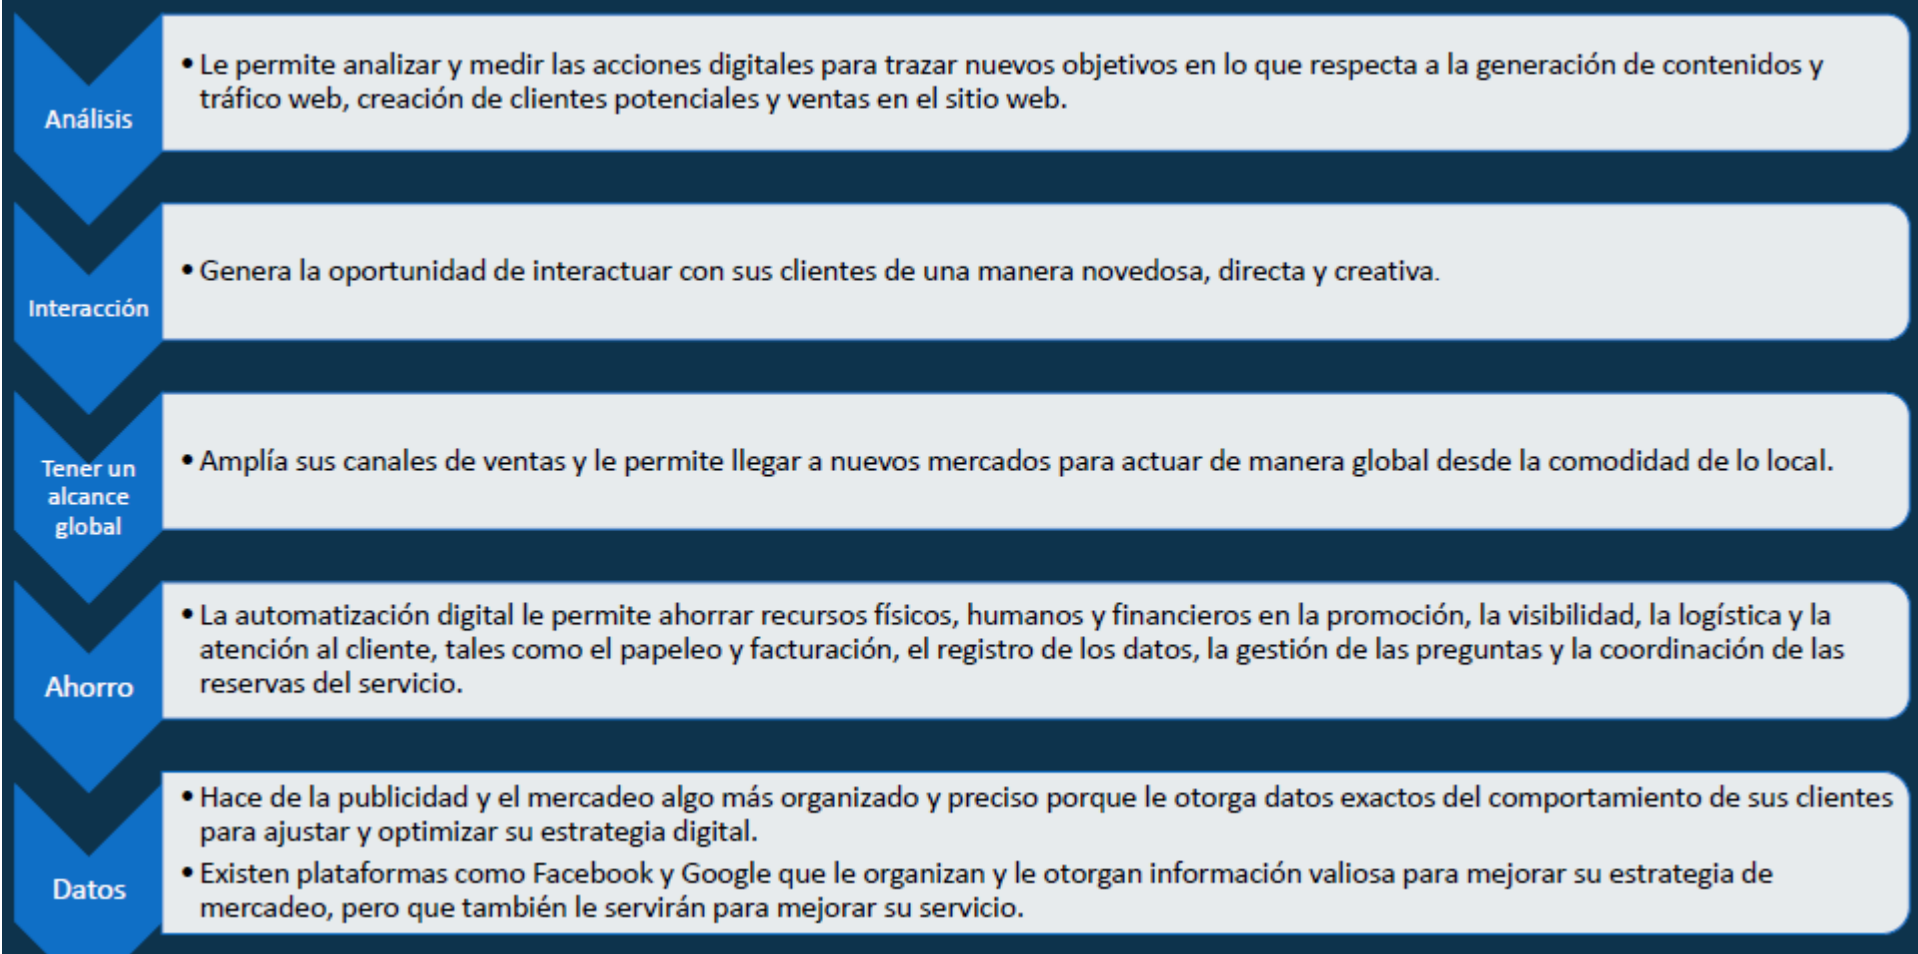 Análisis
• Le permite analizar y medir las acciones digitales para trazar nuevos objetivos en lo que respecta a la generación de contenidos y
tráfico web, creación de clientes potenciales y ventas en el sitio web.
Interacción
• Genera la oportunidad de interactuar con sus clientes de una manera novedosa, directa y creativa.
Tener un
alcance
global
• Amplía sus canales de ventas y le permite llegar a nuevos mercados para actuar de manera global desde la comodidad de lo local.
Ahorro
• La automatización digital le permite ahorrar recursos físicos, humanos y financieros en la promoción, la visibilidad, la logística y la
atención al cliente, tales como el papeleo y facturación, el registro de los datos, la gestión de las preguntas y la coordinación de las
reservas del servicio.
Datos
• Hace de la publicidad y el mercadeo algo más organizado y preciso porque le otorga datos exactos del comportamiento de sus clientes
para ajustar y optimizar su estrategia digital.
• Existen plataformas como Facebook y Google que le organizan y le otorgan información valiosa para mejorar su estrategia de
mercadeo, pero que también le servirán para mejorar su servicio.